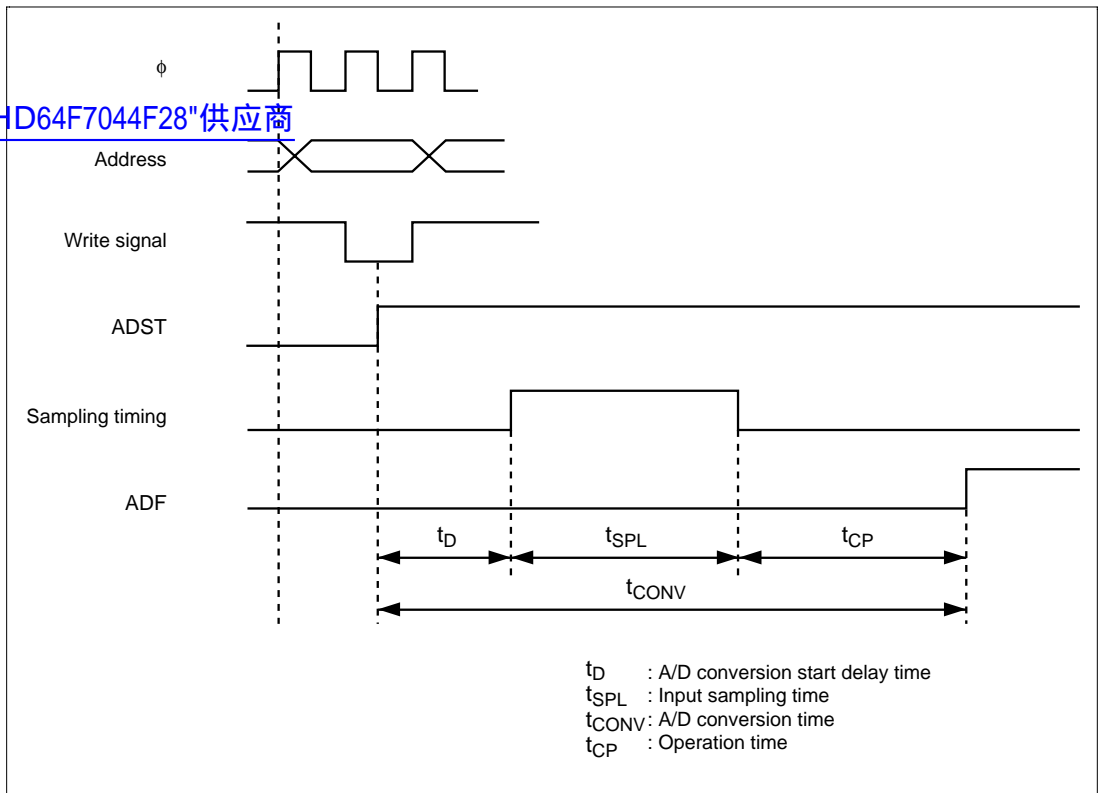 ϕ
HD64F7044F28"供应商
Address
Write signal
ADST
Sampling timing
ADF
tD
tSPL
tCP
tCONV
tD : A/D conversion start delay time
tSPL : Input sampling time
tCONV : A/D conversion time
tCP : Operation time